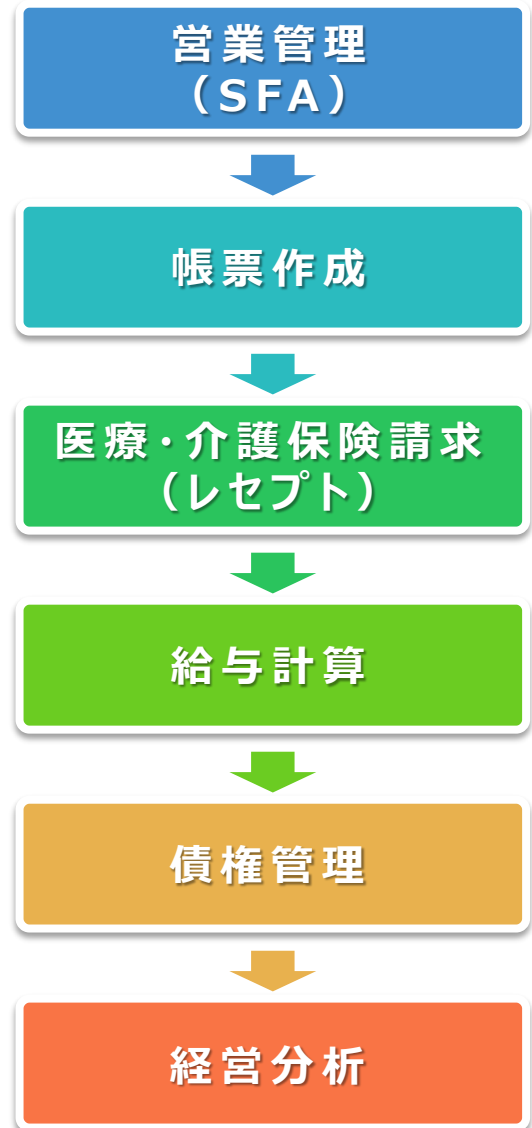 営業管理
（SFA）
帳票作成
医療・介護保険請求
（レセプト）
給与計算
債権管理
経営分析